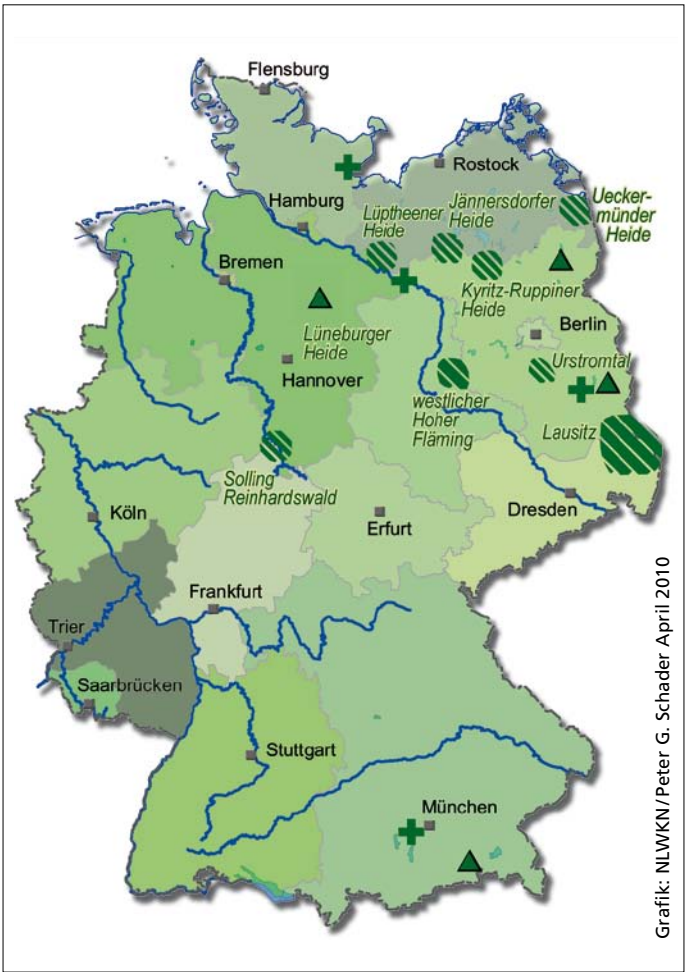 Flensburg
Rostock
Hamburg
Lüptheener
Heide
Jännersdorfer
Heide
Uecker-
münder
Heide
Bremen
Kyritz-Ruppiner
Heide
Lüneburger
Heide
Berlin
Hannover
Urstromtal
westlicher
Hoher
Fläming
Lausitz
Solling
Reinhardswald
Köln
Erfurt
Dresden
Frankfurt
Trier
Saarbrücken
Stuttgart
München
Grafik: NLWKN/Peter G. Schader April 2010